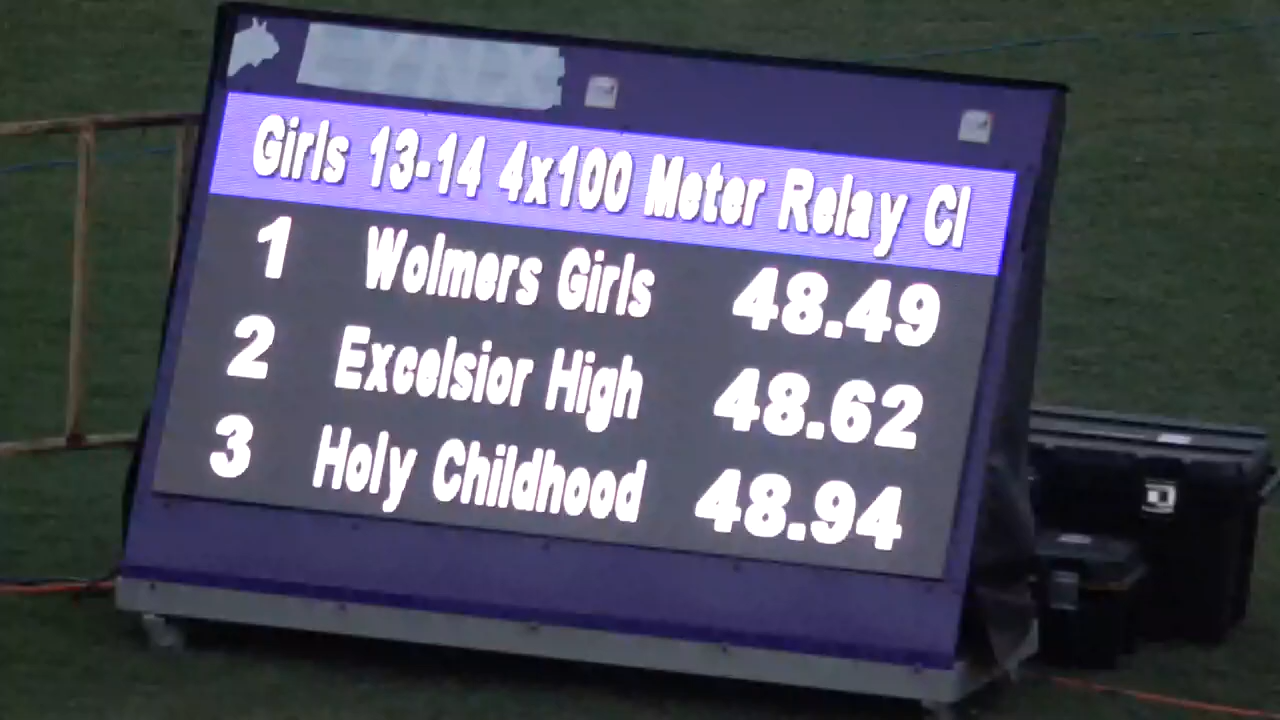 Girls 13-14 4x100 Meter Relay Cl
1 Wolmers Girls 48.49
2 Excelsior High 48.62
3 Holy Childhood 48.94